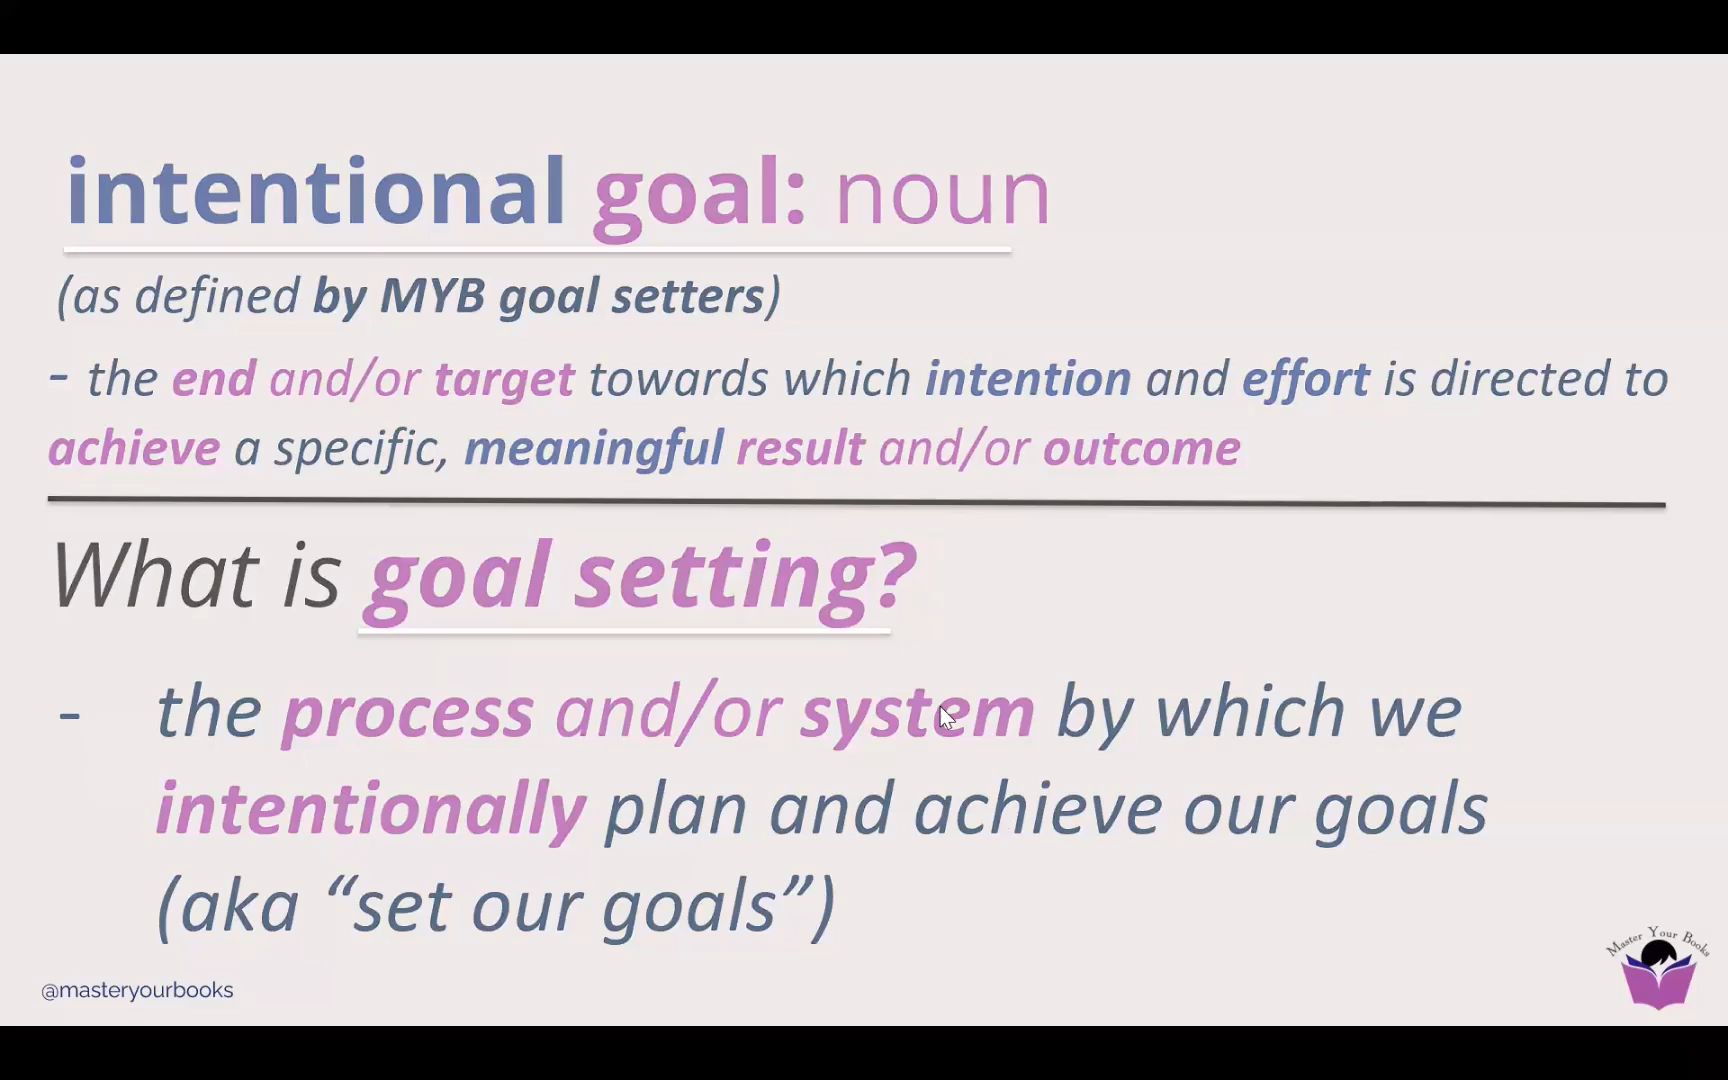 intentional goal: noun
(as defined by MYB goal setters)
- the end and/or target towards which intention and effort is directed to
achieve a specific, meaningful result and/or outcome
What is goal setting?
- the process and/or system by which we
intentionally plan and achieve our goals
(aka “set our goals”)
@masteryourbooks
Master Your Books